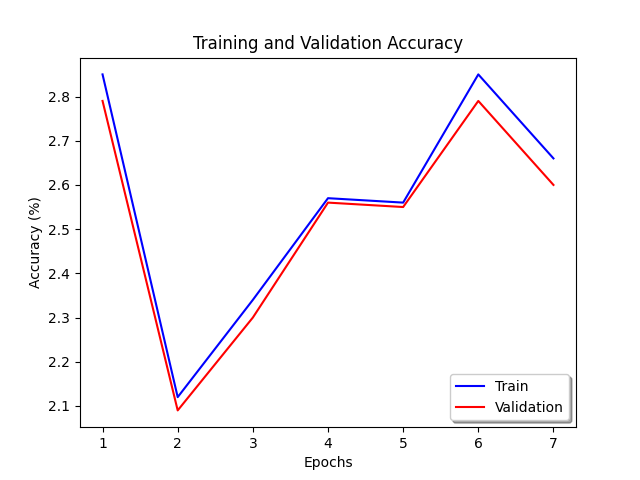 Training and Validation Accuracy
Accuracy (%)
2.8
2.7
2.6
2.5
2.4
2.3
2.2
2.1
Train
Validation
1 2 3 4 5 6 7
Epochs